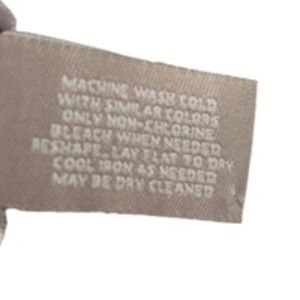 MACHINE WASH COLD
WITH SIMILAR COLORS
ONLY NON-CHLORINE
BLEACH WHEN NEEDED
RESHAPE, LAY FLAT TO DRY
COOL IRON AS NEEDED
MAY BE DRY CLEANED